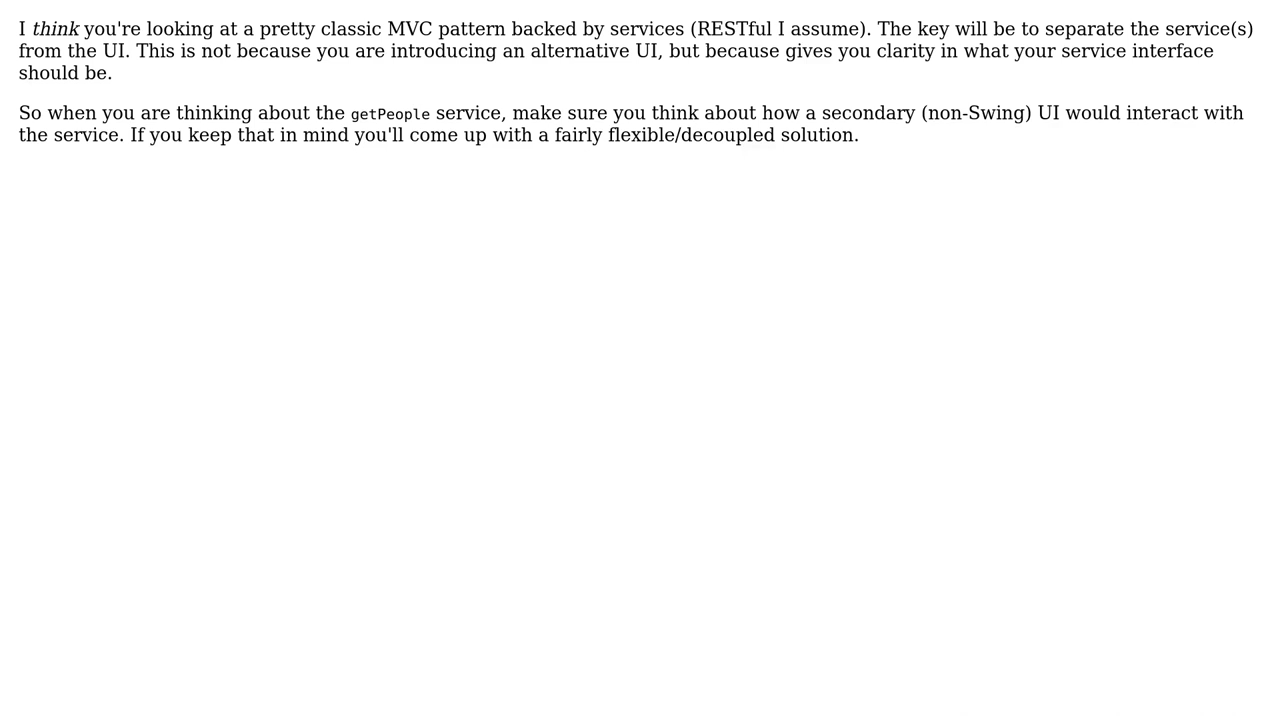 I think you're looking at a pretty classic MVC pattern backed by services (RESTful I assume). The key will be to separate the service(s)
from the UI. This is not because you are introducing an alternative UI, but because gives you clarity in what your service interface
should be.
So when you are thinking about the getPeople service, make sure you think about how a secondary (non-Swing) UI would interact with
the service. If you keep that in mind you'll come up with a fairly flexible/decoupled solution.